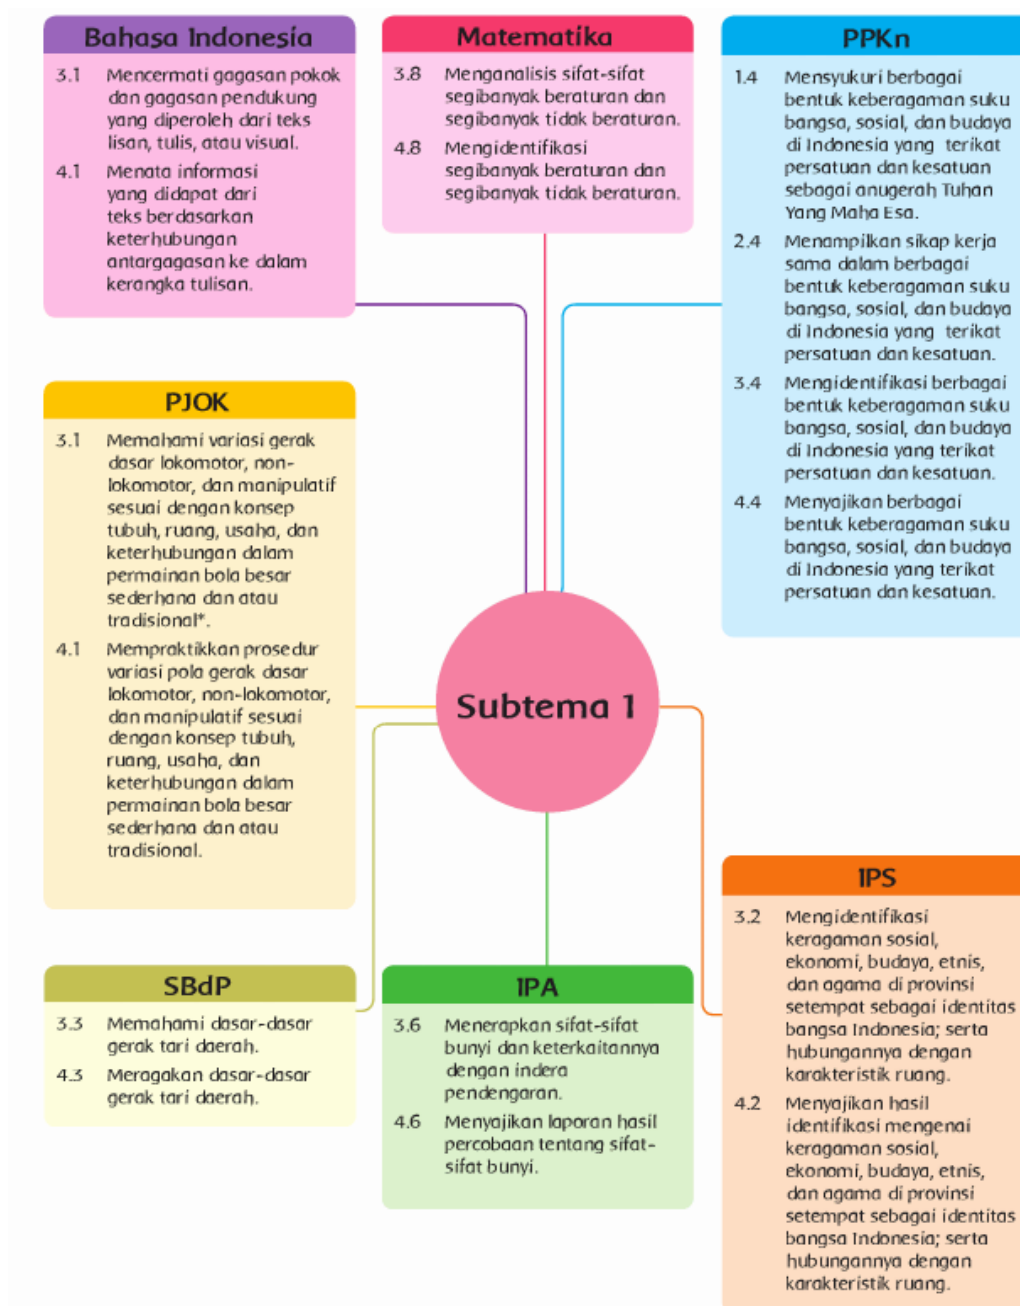 Bahasa Indonesia
3.1 Mencermati gagasan pokok
dan gagasan pendukung
yang diperoleh dari teks
lisan, tulis, atau visual.
4.1 Menata informasi
yang didapat dari
teks berdasarkan
keterhubungan
antargagasan ke dalam
kerangka tulisan.
Matematika
3.8 Menganalisis sifat-sifat
segibanyak beraturan dan
segibanyak tidak beraturan.
4.8 Mengidentifikasi
segibanyak beraturan dan
segibanyak tidak beraturan.
PPKn
1.4 Mensyukuri berbagai
bentuk keberagaman suku
bangsa, sosial, dan budaya
di Indonesia yang terikat
persatuan dan kesatuan
sebagai anugerah Tuhan
Yang Maha Esa.
2.4 Menampilkan sikap kerja
sama dalam berbagai
bentuk keberagaman suku
bangsa, sosial, dan budaya
di Indonesia yang terikat
persatuan dan kesatuan.
3.4 Mengidentifikasi berbagai
bentuk keberagaman suku
bangsa, sosial, dan budaya
di Indonesia yang terikat
persatuan dan kesatuan.
4.4 Menyajikan berbagai
bentuk keberagaman suku
bangsa, sosial, dan budaya
di Indonesia yang terikat
persatuan dan kesatuan.
PJOK
3.1 Memahami variasi gerak
dasar lokomotor, non-
lokomotor, dan manipulatif
sesuai dengan konsep
tubuh, ruang, usaha, dan
keterhubungan dalam
permainan bola besar
sederhana dan atau
tradisional*.
4.1 Mempraktikkan prosedur
variasi pola gerak dasar
lokomotor, non-lokomotor,
dan manipulatif sesuai
dengan konsep tubuh,
ruang, usaha, dan
keterhubungan dalam
permainan bola besar
sederhana dan atau
tradisional.
Subtema 1
SBdP
3.3 Memahami dasar-dasar
gerak tari daerah.
4.3 Meragakan dasar-dasar
gerak tari daerah.
IPA
3.6 Menerapkan sifat-sifat
bunyi dan keterkaitannya
dengan indera
pendengaran.
4.6 Menyajikan laporan hasil
percobaan tentang sifat-
sifat bunyi.
IPS
3.2 Mengidentifikasi
keragaman sosial,
ekonomi, budaya, etnis,
dan agama di provinsi
setempat sebagai identitas
bangsa Indonesia; serta
hubungannya dengan
karakteristik ruang.
4.2 Menyajikan hasil
identifikasi mengenai
keragaman sosial,
ekonomi, budaya, etnis,
dan agama di provinsi
setempat sebagai identitas
bangsa Indonesia; serta
hubungannya dengan
karakteristik ruang.